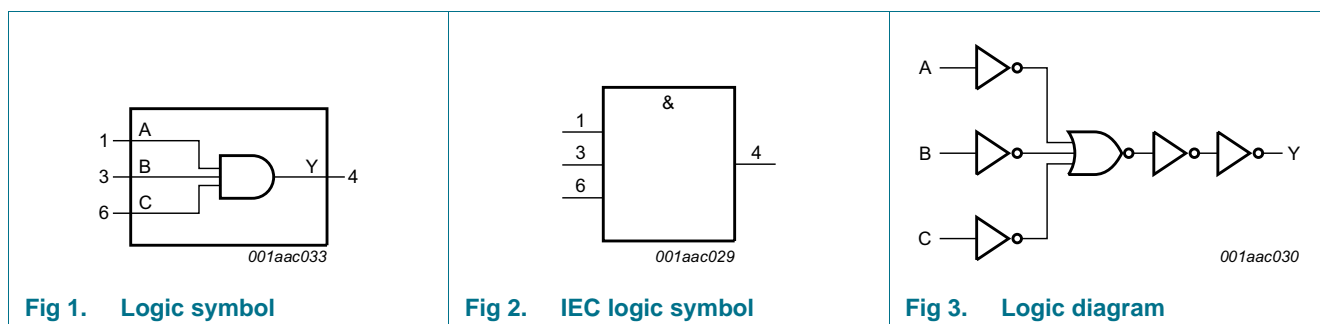 A
1
B
Y
3
4
C
6
001aac033
Fig 1. Logic symbol
&
1
3
4
6
001aac029
Fig 2. IEC logic symbol
A
B
Y
C
001aac030
Fig 3. Logic diagram